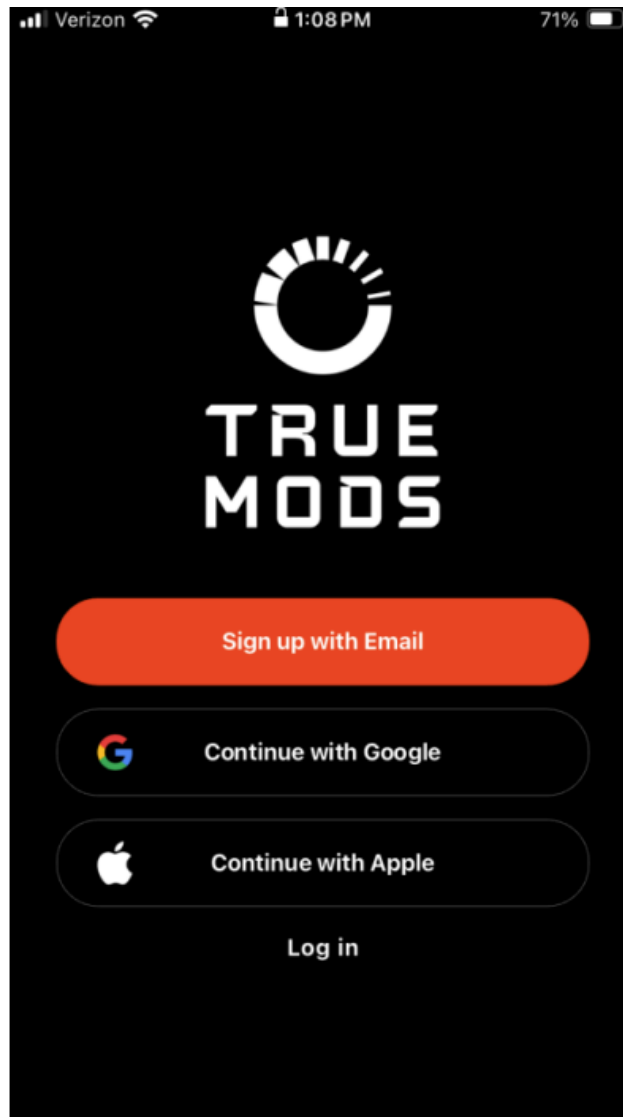 Verizon 1:08 PM 71%
TRUE
MODS
Sign up with Email
Continue with Google
Continue with Apple
Log in